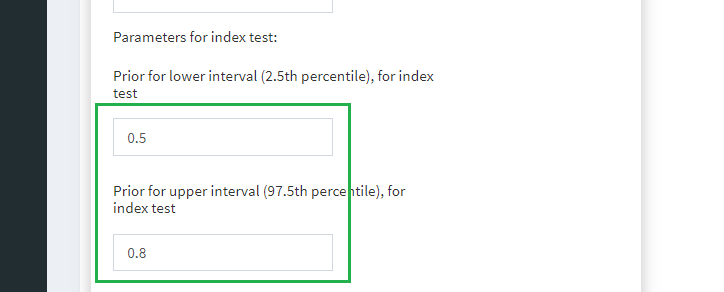 Parameters for index test:
Prior for lower interval (2.5th percentile), for index
test
0.5
Prior for upper interval (97.5th percentile), for
index test
0.8